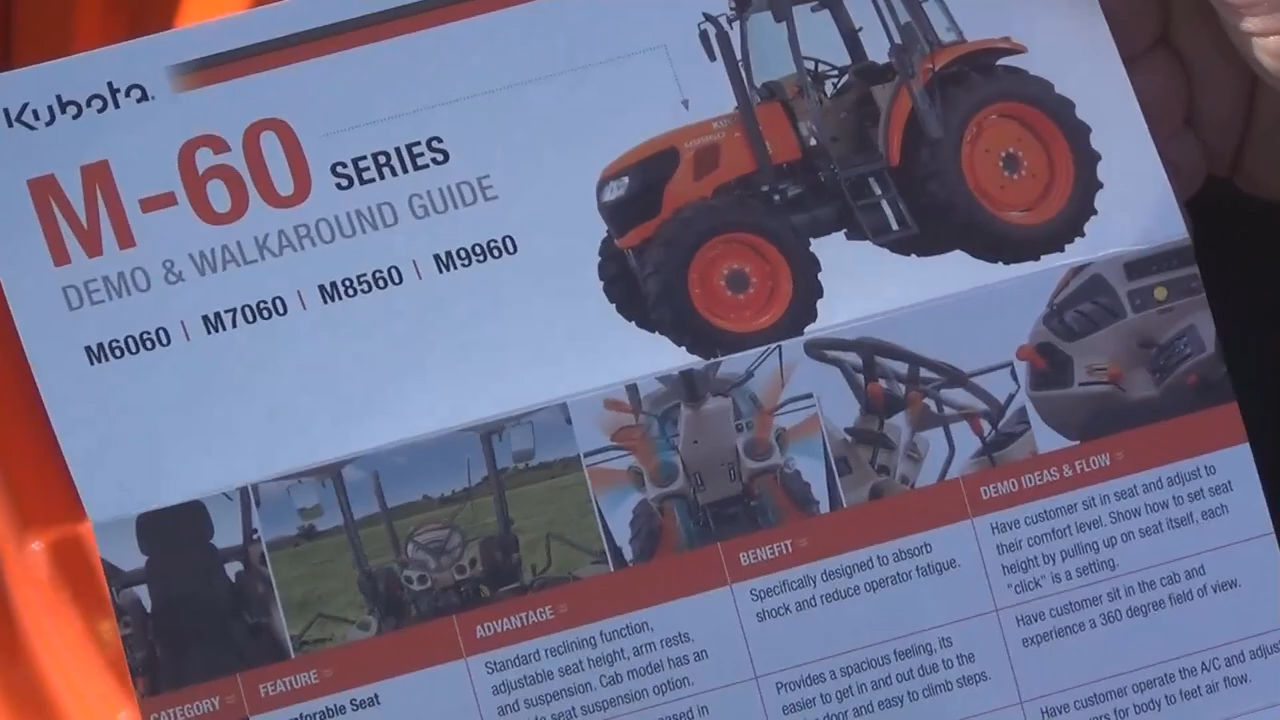 Kubota
M-60 SERIES
DEMO & WALKAROUND GUIDE
M6060 | M7060 | M8560 | M9960
CATEGORY
FEATURE
ADVANTAGE
BENEFIT
DEMO IDEAS & FLOW
Seat
Standard reclining function,
adjustable seat height, arm rests,
and suspension. Cab model has an
seat suspension option.
Specifically designed to absorb
shock and reduce operator fatigue.
Have customer sit in seat and adjust to
their comfort level. Show how to set seat
height by pulling up on seat itself, each
"click" is a setting.
in
Provides a spacious feeling, its
easier to get in and out due to the
door and easy to climb steps.
Have customer sit in the cab and
experience a 360 degree field of view.
Have customer operate the A/C and
for body to feet air flow.